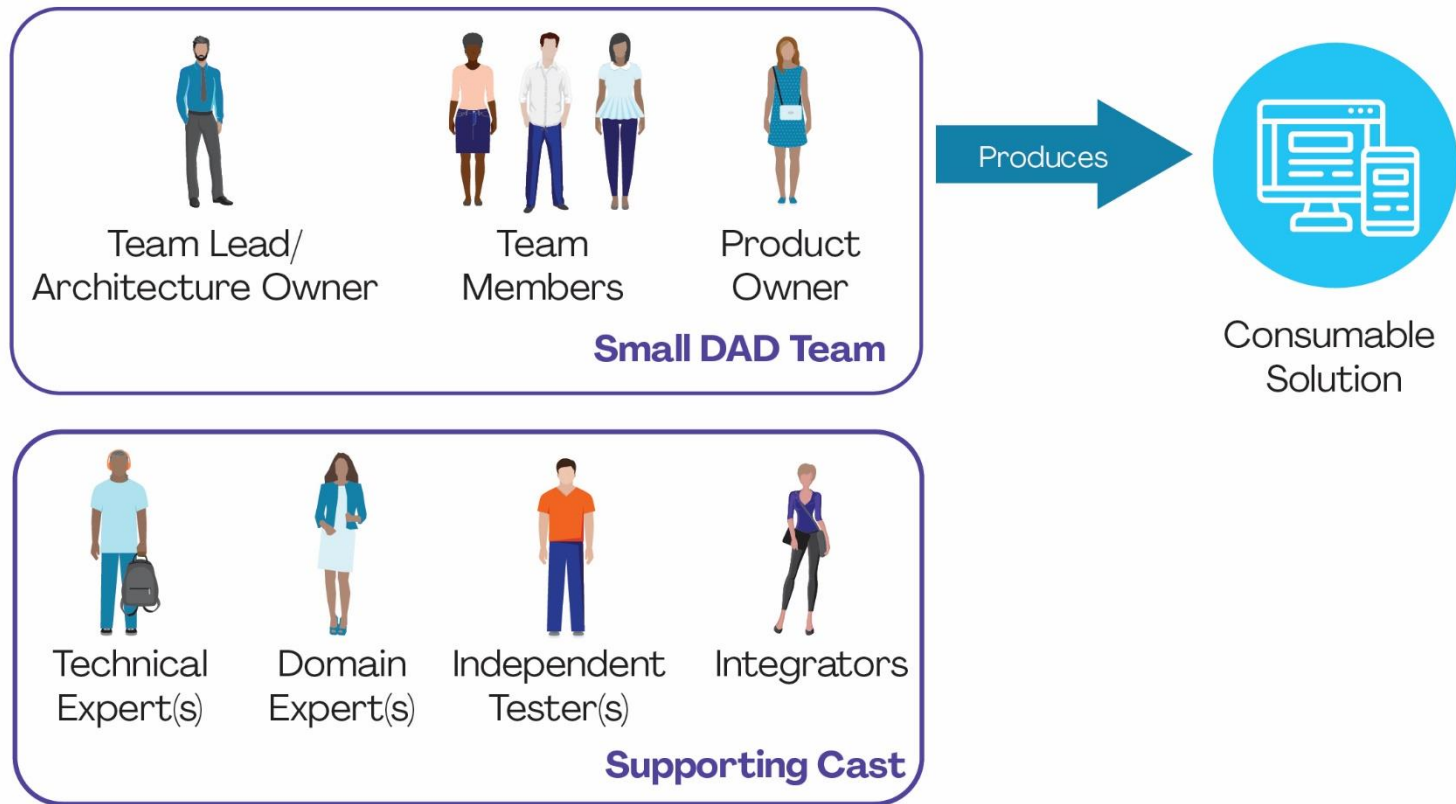 Team Lead/
Architecture Owner
Team
Members
Product
Owner
Small DAD Team
Produces
Consumable
Solution
Technical
Expert(s)
Domain
Expert(s)
Independent
Tester(s)
Integrators
Supporting Cast